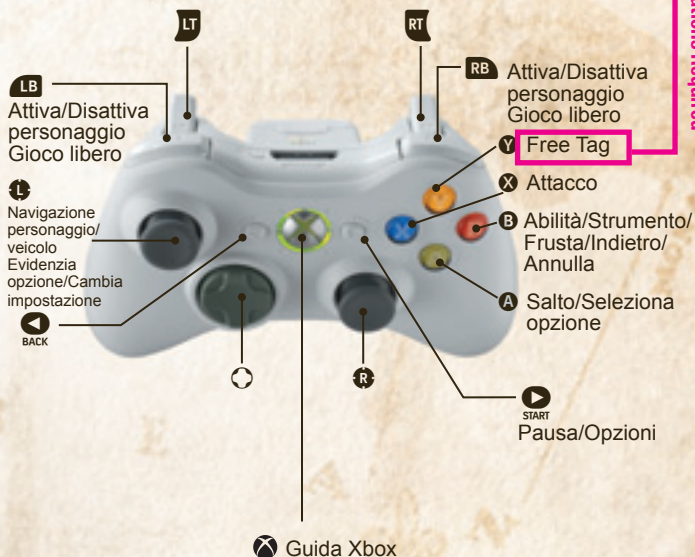 LT
RT
LB
Attiva/Disattiva
personaggio
Gioco libero
RB
Attiva/Disattiva
personaggio
Gioco libero
Y Free Tag
X Attacco
B Abilità/Strumento/
Frusta/Indietro/
Annulla
A Salto/Seleziona
opzione
L
Navigazione
personaggio/
veicolo
Evidenzia
opzione/Cambia
impostazione
BACK
R
START
Pausa/Opzioni
X
Guida Xbox